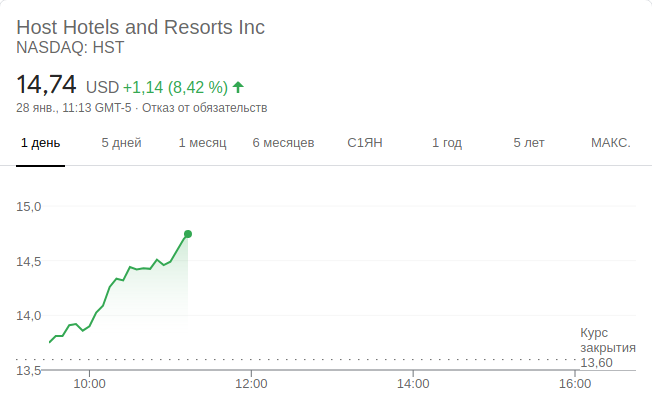 Host Hotels and Resorts Inc
NASDAQ: HST
14,74 USD +1,14 (8,42 %)
28 янв., 11:13 GMT-5 · Отказ от обязательств
1 день 5 дней 1 месяц 6 месяцев С1ЯН 1 год 5 лет МАКС.
15,0
14,5
14,0
Курс
закрытия
13,60
13,5
10:00 12:00 14:00 16:00